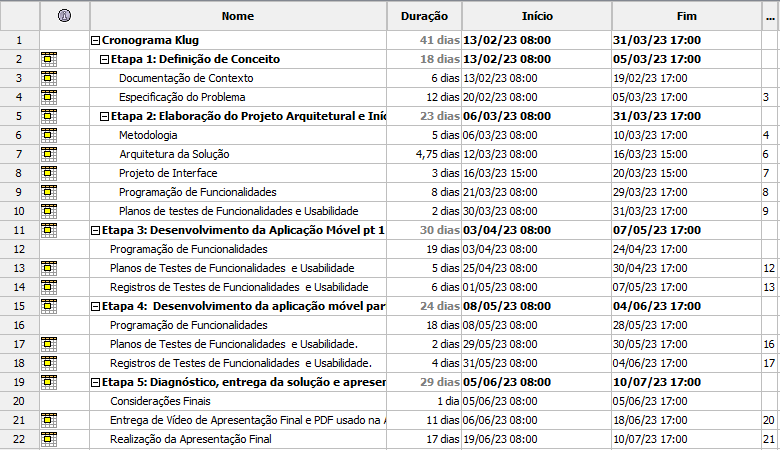 Nome Duração Início Fim ...
1 Cronograma Klug 41 dias 13/02/23 08:00 31/03/23 17:00
2 Etapa 1: Definição de Conceito 18 dias 13/02/23 08:00 05/03/23 17:00
3 Documentação de Contexto 6 dias 13/02/23 08:00 19/02/23 17:00
4 Especificação do Problema 12 dias 20/02/23 08:00 05/03/23 17:00 3
5 Etapa 2: Elaboração do Projeto Arquitetural e Iníc 23 dias 06/03/23 08:00 31/03/23 17:00
6 Metodologia 5 dias 06/03/23 08:00 10/03/23 17:00 4
7 Arquitetura da Solução 4,75 dias 12/03/23 08:00 16/03/23 15:00 6
8 Projeto de Interface 3 dias 16/03/23 15:00 20/03/23 15:00 7
9 Programação de Funcionalidades 8 dias 21/03/23 08:00 29/03/23 17:00 8
10 Planos de testes de Funcionalidades e Usabilidade 2 dias 30/03/23 08:00 31/03/23 17:00 9
11 Etapa 3: Desenvolvimento da Aplicação Móvel pt 1 30 dias 03/04/23 08:00 07/05/23 17:00
12 Programação de Funcionalidades 19 dias 03/04/23 08:00 24/04/23 17:00
13 Planos de Testes de Funcionalidades e Usabilidade 5 dias 25/04/23 08:00 30/04/23 17:00 12
14 Registros de Testes de Funcionalidades e Usabilidade 6 dias 01/05/23 08:00 07/05/23 17:00 13
15 Etapa 4: Desenvolvimento da aplicação móvel par 24 dias 08/05/23 08:00 04/06/23 17:00
16 Programação de Funcionalidades 18 dias 08/05/23 08:00 28/05/23 17:00
17 Planos de Testes de Funcionalidades e Usabilidade. 2 dias 29/05/23 08:00 30/05/23 17:00 16
18 Registros de Testes de Funcionalidades e Usabilidade. 4 dias 31/05/23 08:00 04/06/23 17:00 17
19 Etapa 5: Diagnóstico, entrega da solução e apresen 29 dias 05/06/23 08:00 10/07/23 17:00
20 Considerações Finais 1 dia 05/06/23 08:00 05/06/23 17:00
21 Entrega de Vídeo de Apresentação Final e PDF usado na A 11 dias 06/06/23 08:00 18/06/23 17:00 20
22 Realização da Apresentação Final 17 dias 19/06/23 08:00 10/07/23 17:00 21